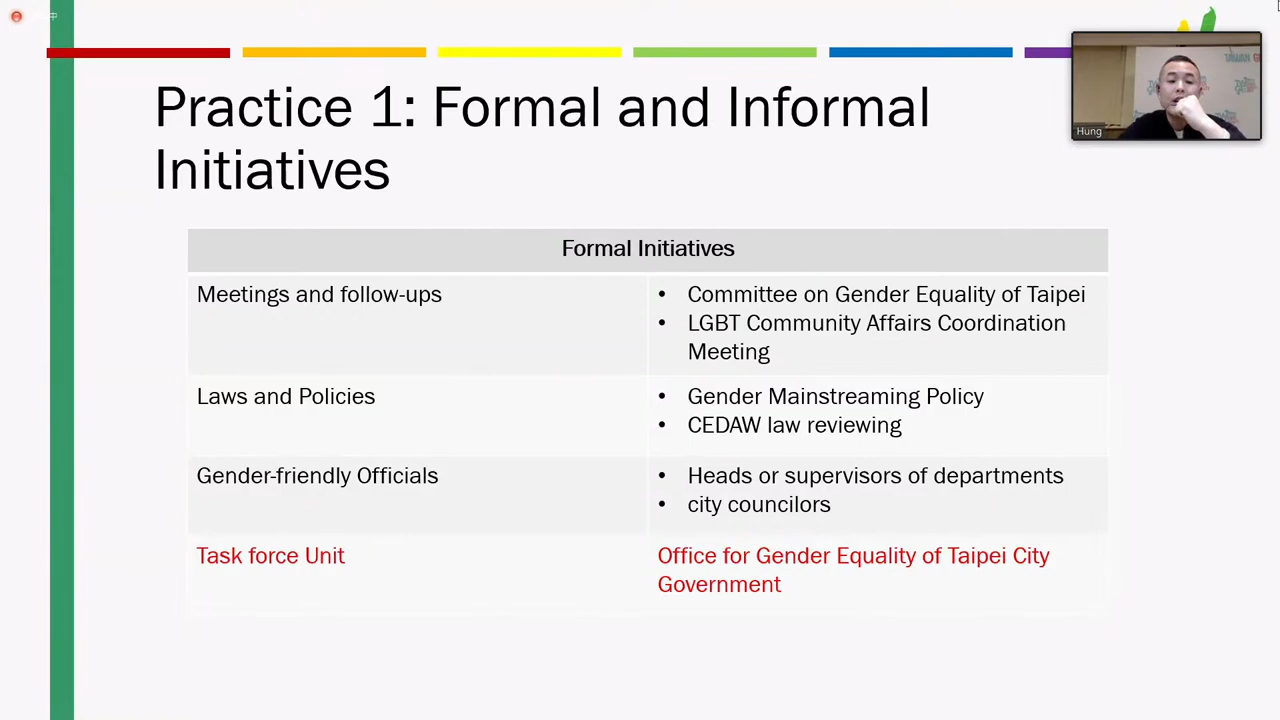 中
Practice 1: Formal and Informal
Initiatives
TAIWAN G
Hung
Formal Initiatives
Meetings and follow-ups
• Committee on Gender Equality of Taipei
• LGBT Community Affairs Coordination
Meeting
Laws and Policies
• Gender Mainstreaming Policy
• CEDAW law reviewing
Gender-friendly Officials
• Heads or supervisors of departments
• city councilors
Task force Unit
Office for Gender Equality of Taipei City
Government